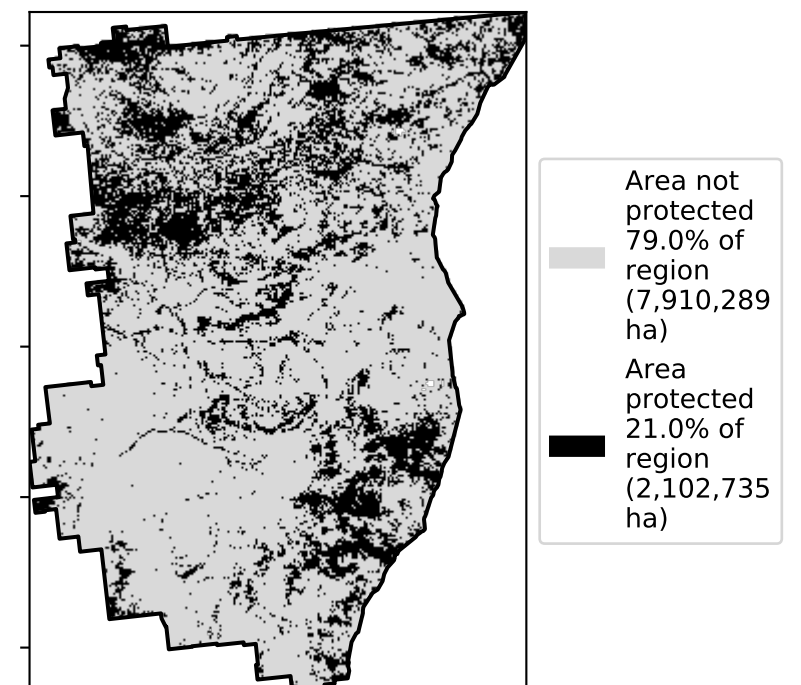 Area not
protected
79.0% of
region
(7,910,289
ha)
Area
protected
21.0% of
region
(2,102,735
ha)